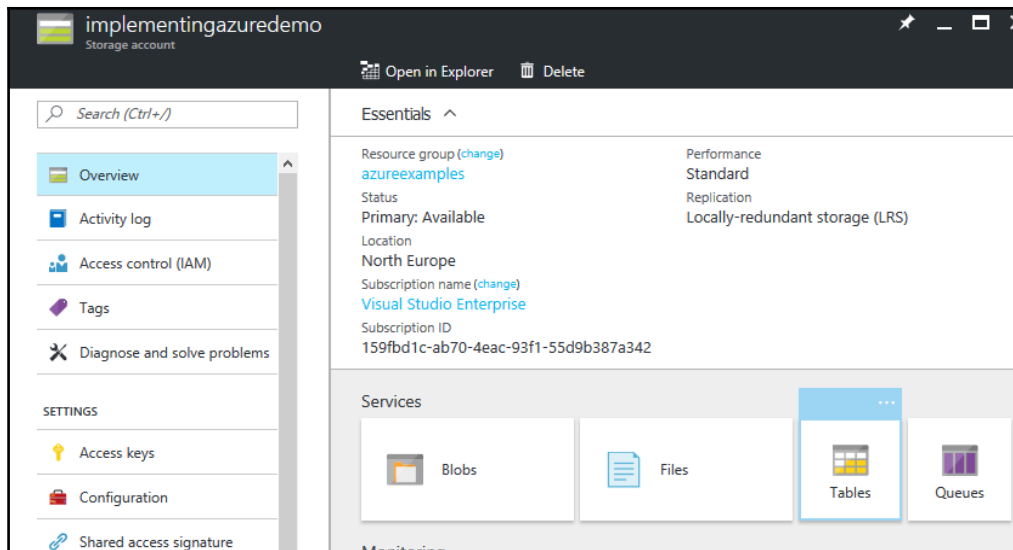 implementingazuredemo
Storage account
Open in Explorer
Delete
Search (Ctrl+/)
Overview
Activity log
Access control (IAM)
Tags
Diagnose and solve problems
SETTINGS
Access keys
Configuration
Shared access signature
Essentials
Resource group (change)
azureexamples
Status
Primary: Available
Location
North Europe
Subscription name (change)
Visual Studio Enterprise
Subscription ID
159fbd1c-ab70-4eac-93f1-55d9b387a342
Performance
Standard
Replication
Locally-redundant storage (LRS)
Services
Blobs
Files
Tables
Queues
Monitoring